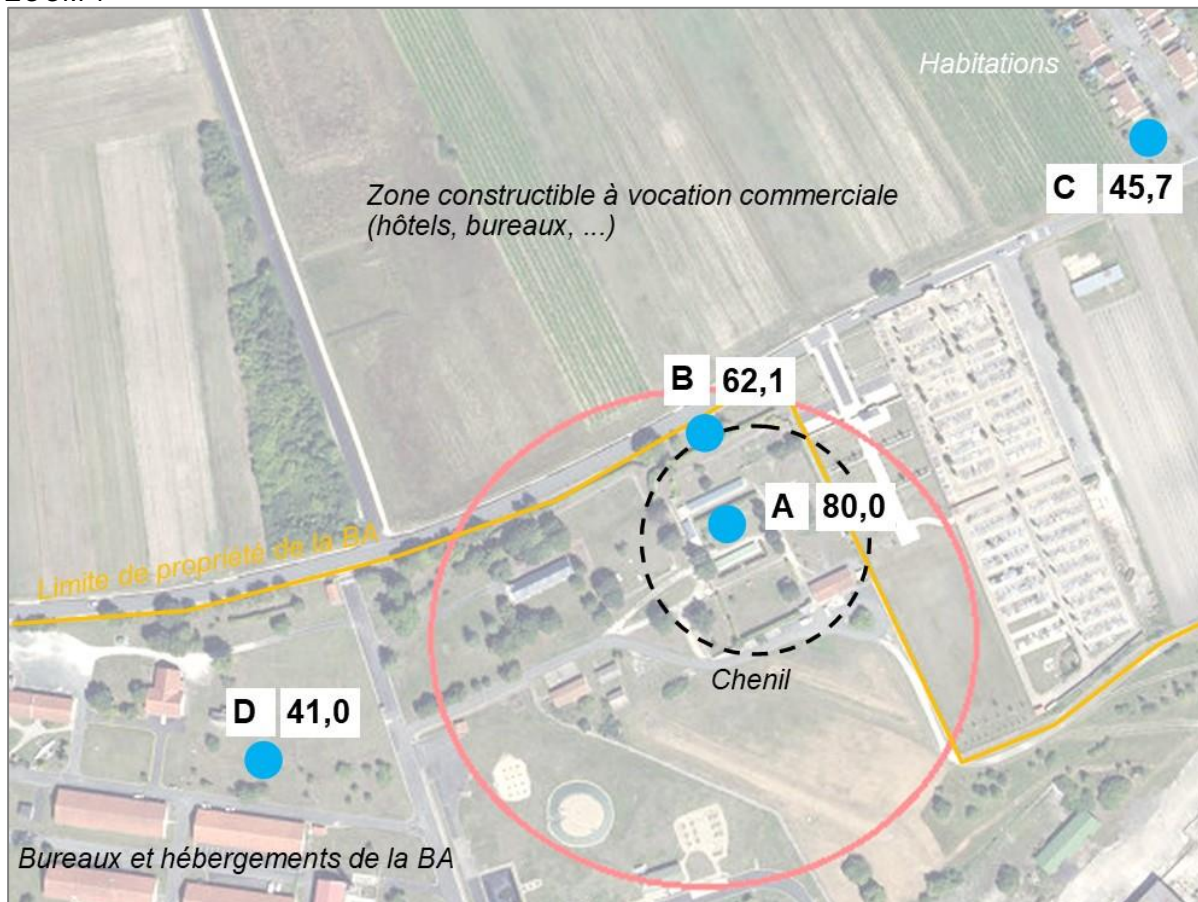 Habitations
C 45,7
Zone constructible à vocation commerciale
(hôtels, bureaux, ...)
B 62,1
A 80,0
Limite de propriété de la BA
Chenil
D 41,0
Bureaux et hébergements de la BA